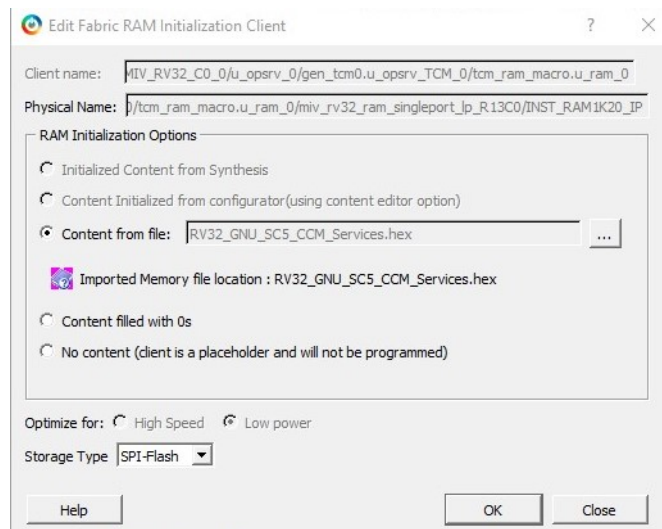 Edit Fabric RAM Initialization Client
Client name: MIV_RV32_C0_0/u_opsrv_0/gen_tcm0.u_opsrv_TCM_0/tcm_ram_macro.u_ram_0
Physical Name: 0/tcm_ram_macro.u_ram_0/miv_rv32_ram_singleport_lp_R13C0/INST_RAM1K20_IP
RAM Initialization Options
Initialized Content from Synthesis
Content Initialized from configurator(using content editor option)
Content from file: RV32_GNU_SC5_CCM_Services.hex ...
Imported Memory file location : RV32_GNU_SC5_CCM_Services.hex
Content filled with 0s
No content (client is a placeholder and will not be programmed)
Optimize for: High Speed Low power
Storage Type SPI-Flash
Help OK Close